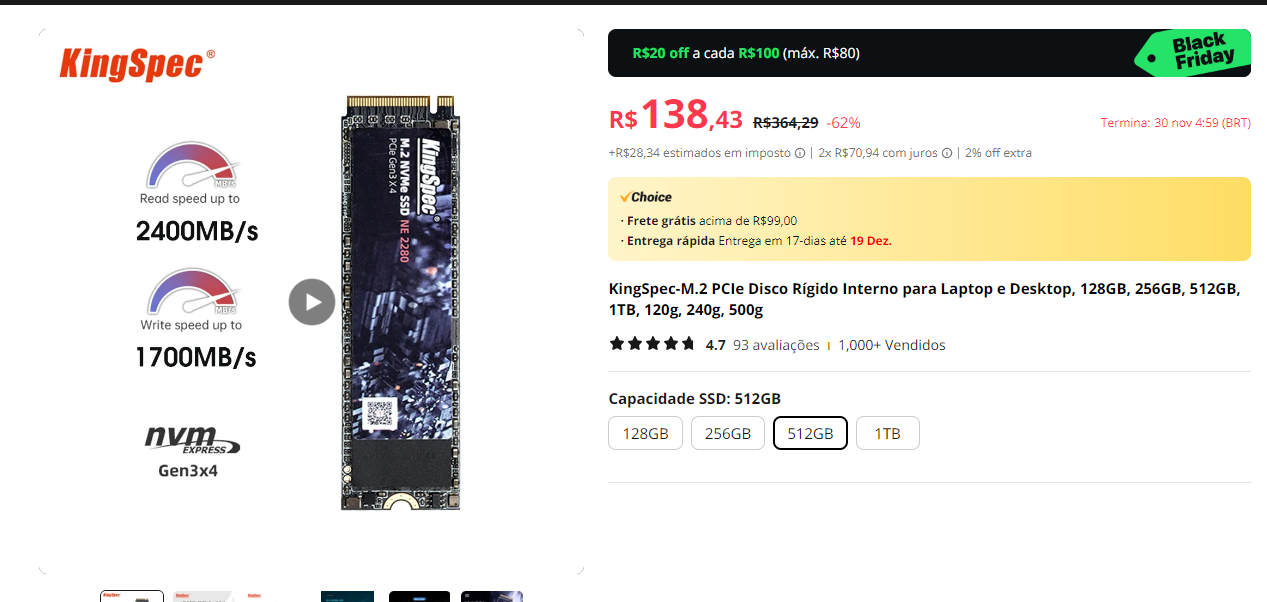 KingSpec®
Read speed up to
2400MB/s
Write speed up to
1700MB/s
nvm
EXPRESS
Gen3x4
KingSpec®
M.2 NVMe SSD NE 2280
PCIe Gen3 X 4
MB/s
MB/s
R$20 off a cada R$100 (máx. R$80)
Black
Friday
R$138,43 R$364,29 -62%
Termina: 30 nov 4:59 (BRT)
+R$28,34 estimados em imposto | 2x R$70,94 com juros | 2% off extra
Choice
· Frete grátis acima de R$99,00
· Entrega rápida Entrega em 17-dias até 19 Dez.
KingSpec-M.2 PCIe Disco Rígido Interno para Laptop e Desktop, 128GB, 256GB, 512GB,
1TB, 120g, 240g, 500g
4.7 93 avaliações 1,000+ Vendidos
Capacidade SSD: 512GB
128GB 256GB 512GB 1TB